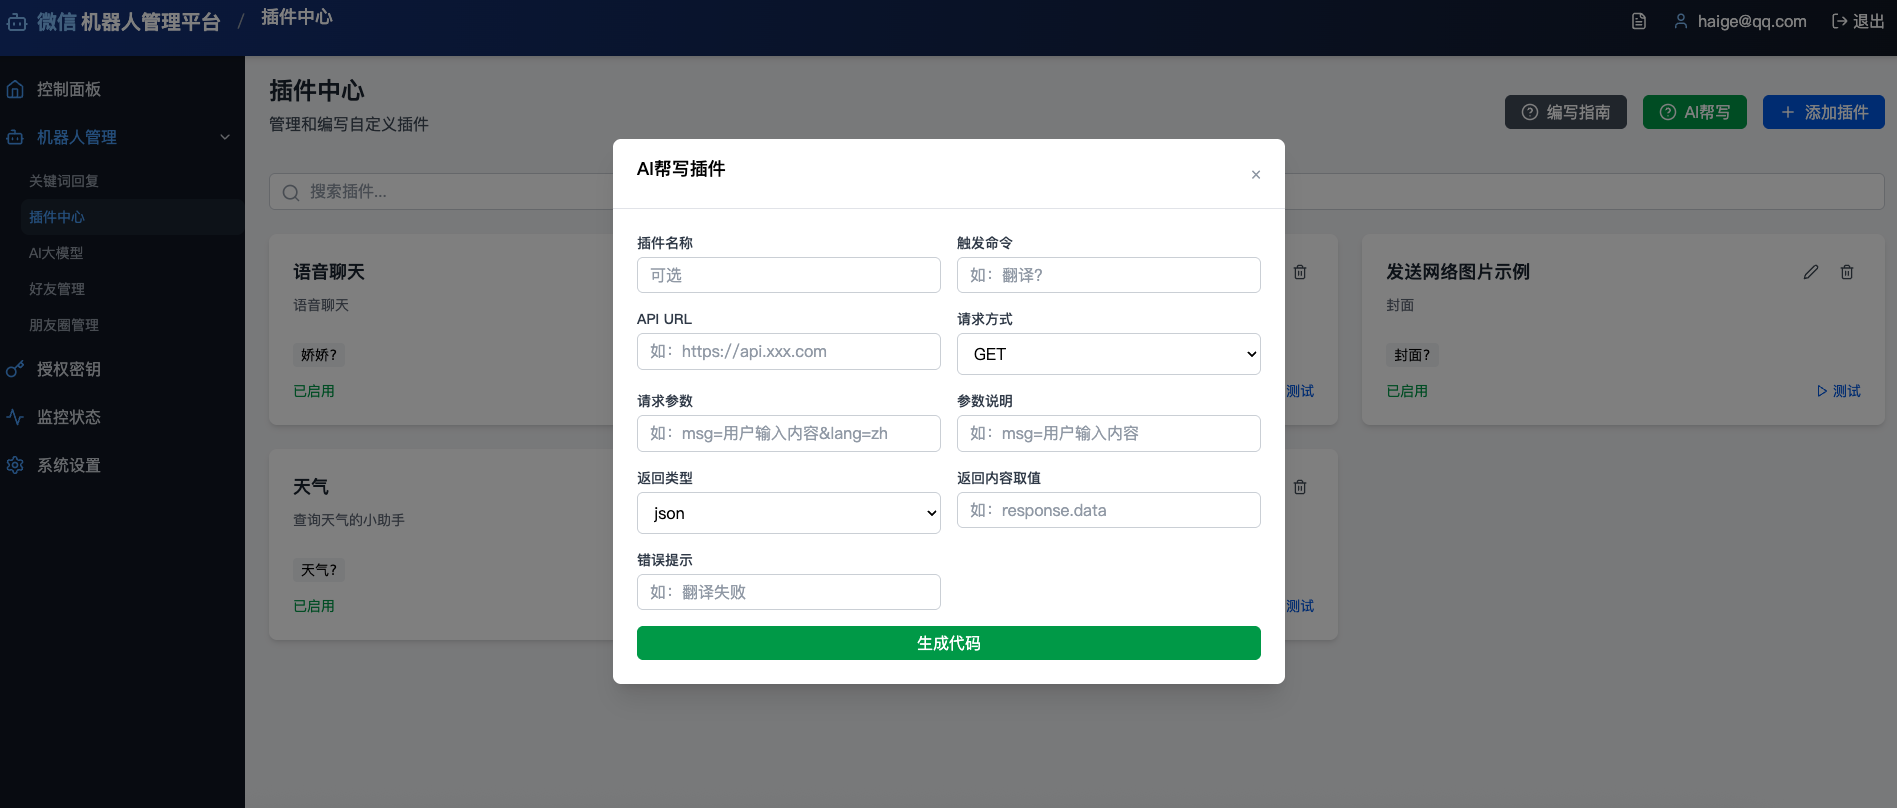 微信 机器人管理平台 / 插件中心
haige@qq.com
退出
控制面板
机器人管理
关键词回复
插件中心
AI大模型
好友管理
朋友圈管理
授权密钥
监控状态
系统设置
插件中心
管理和编写自定义插件
编写指南
AI帮写
添加插件
搜索插件...
语音聊天
语音聊天
娇娇?
已启用
测试
发送网络图片示例
封面
封面?
已启用
测试
天气
查询天气的小助手
天气?
已启用
测试
AI帮写插件
×
插件名称
可选
触发命令
如：翻译?
API URL
如：https://api.xxx.com
请求方式
GET
请求参数
如：msg=用户输入内容&lang=zh
参数说明
如：msg=用户输入内容
返回类型
json
返回内容取值
如：response.data
错误提示
如：翻译失败
生成代码